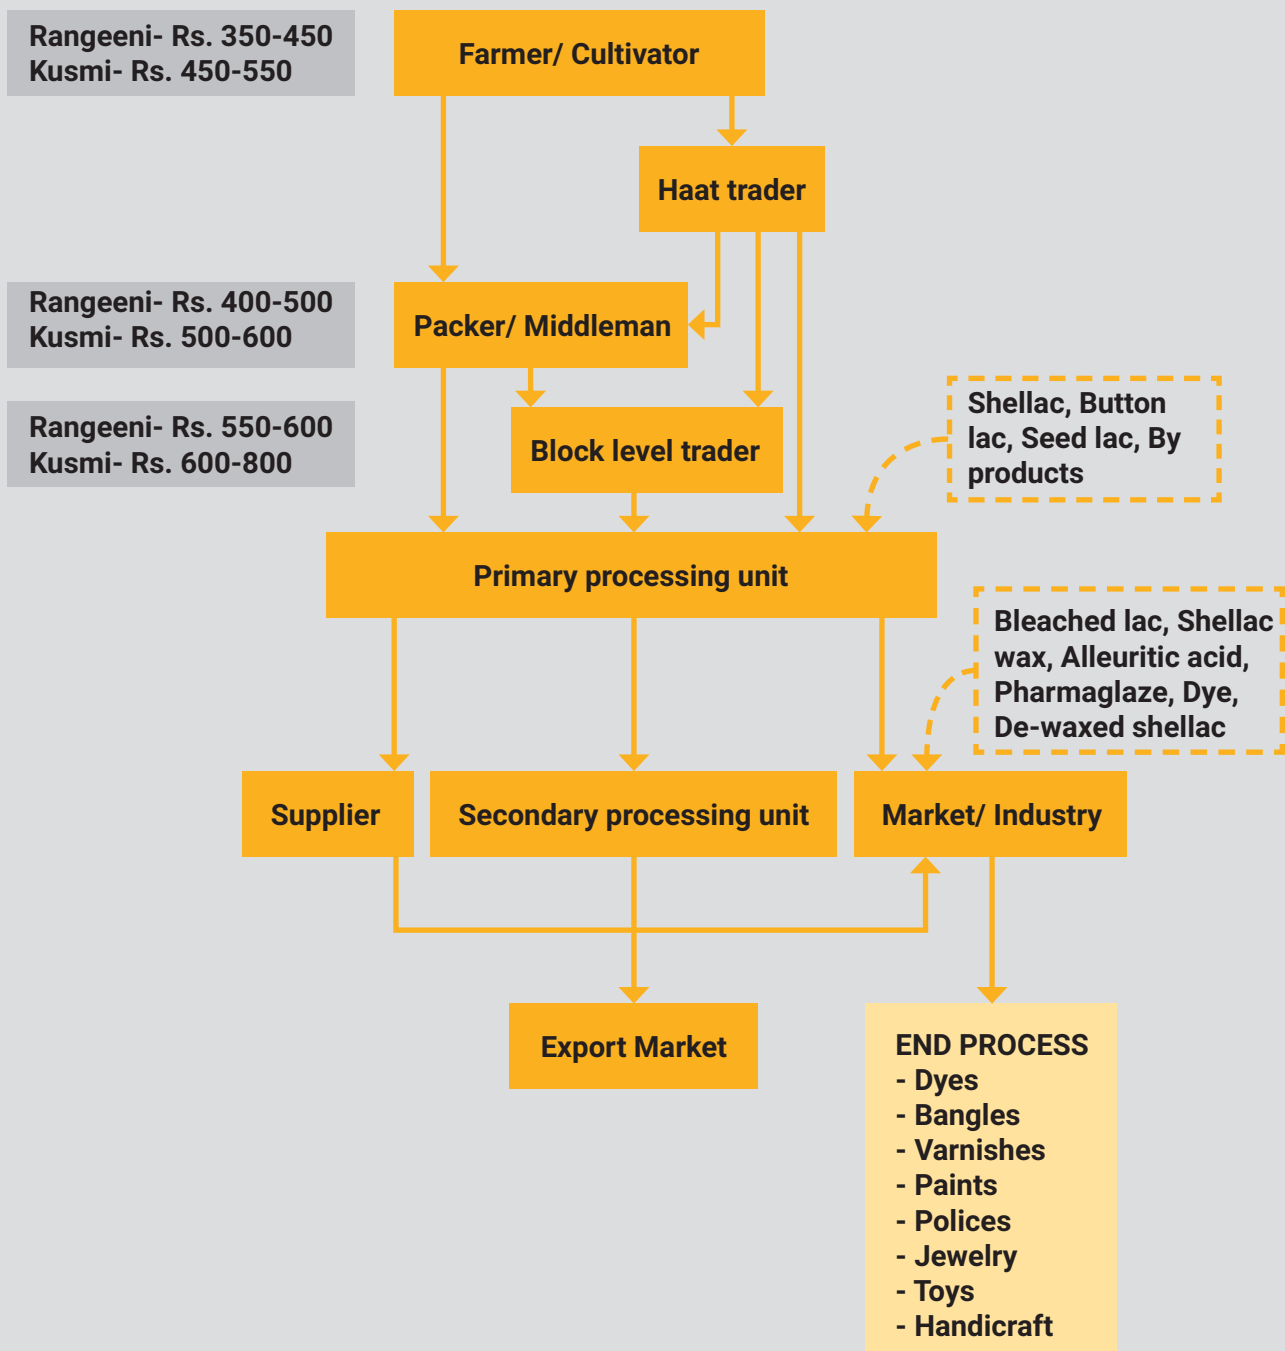 Rangeeni- Rs. 350-450
Kusmi- Rs. 450-550
Farmer/ Cultivator
Haat trader
Rangeeni- Rs. 400-500
Kusmi- Rs. 500-600
Packer/ Middleman
Rangeeni- Rs. 550-600
Kusmi- Rs. 600-800
Block level trader
Shellac, Button
lac, Seed lac, By
products
Primary processing unit
Bleached lac, Shellac
wax, Alleuritic acid,
Pharmaglaze, Dye,
De-waxed shellac
Supplier
Secondary processing unit
Market/ Industry
Export Market
END PROCESS
- Dyes
- Bangles
- Varnishes
- Paints
- Polices
- Jewelry
- Toys
- Handicraft